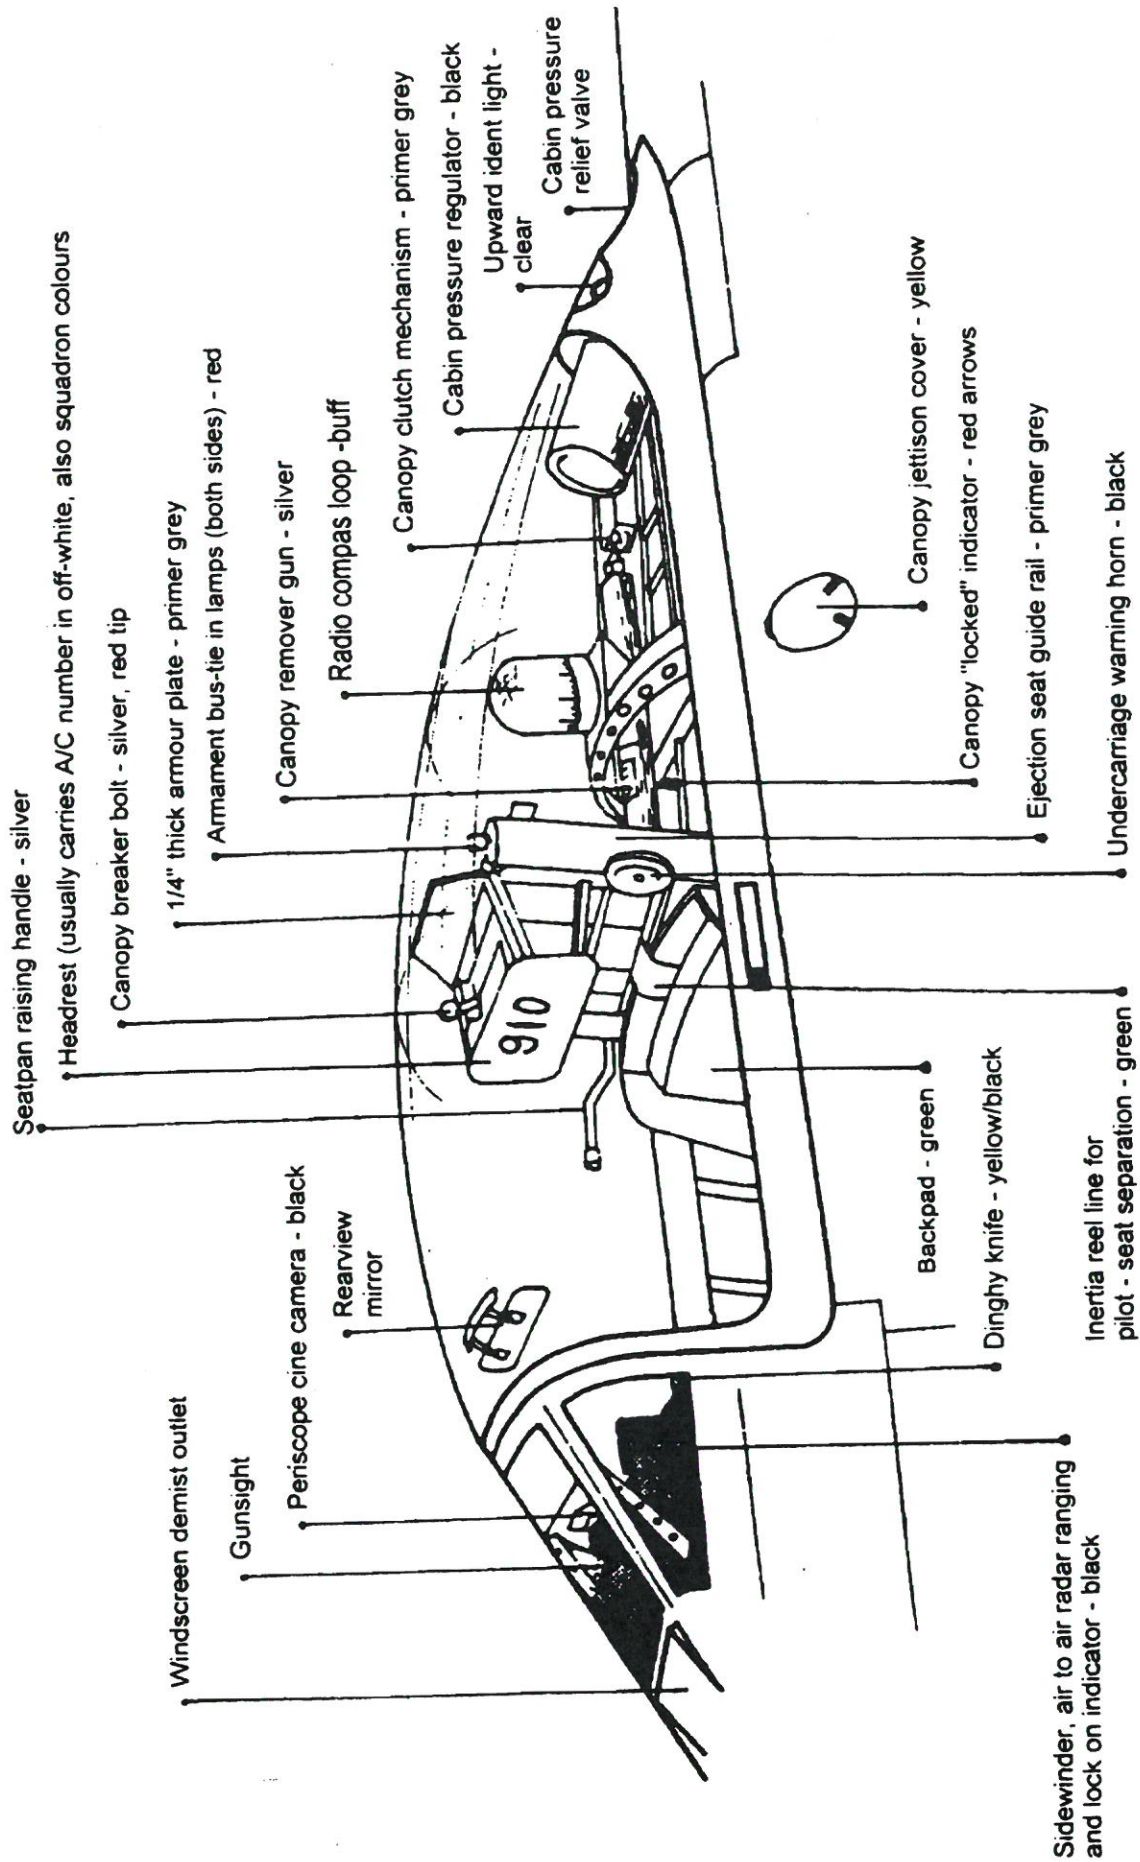 Seatpan raising handle - silver
Headrest (usually carries A/C number in off-white, also squadron colours
Canopy breaker bolt - silver, red tip
1/4" thick armour plate - primer grey
Armament bus-tie in lamps (both sides) - red
Canopy remover gun - silver
Radio compas loop -buff
Canopy clutch mechanism - primer grey
Cabin pressure regulator - black
Upward ident light -
clear
Cabin pressure
relief valve
Windscreen demist outlet
Gunsight
Periscope cine camera - black
Rearview
mirror
910
Canopy jettison cover - yellow
Canopy "locked" indicator - red arrows
Ejection seat guide rail - primer grey
Undercarriage warning horn - black
Backpad - green
Dinghy knife - yellow/black
Inertia reel line for
pilot - seat separation - green
Sidewinder, air to air radar ranging
and lock on indicator - black